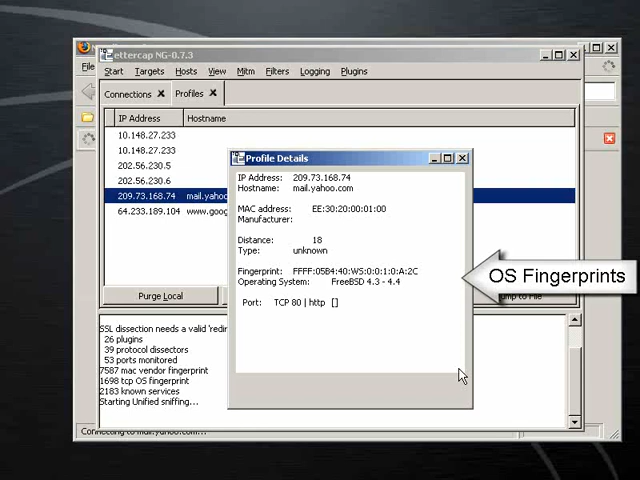 ettercap NG-0.7.3
File
Start Targets Hosts View Mitm Filters Logging Plugins
Connections Profiles
IP Address Hostname
10.148.27.233
10.148.27.233
202.56.230.5
202.56.230.6
209.73.168.74 mail.yahoo
64.233.189.104 www.goog
Purge Local
Profile Details
IP Address: 209.73.168.74
Hostname: mail.yahoo.com
MAC address: EE:30:20:00:01:00
Manufacturer:
Distance: 18
Type: unknown
Fingerprint: FFFF:05B4:40:WS:0:0:1:0:A:2C
Operating System: FreeBSD 4.3 - 4.4
Port: TCP 80 | http []
OS Fingerprints
to File
SSL dissection needs a valid 'redir
26 plugins
39 protocol dissectors
53 ports monitored
7587 mac vendor fingerprint
1698 tcp OS fingerprint
2183 known services
Starting Unified sniffing...
Connecting to mail.yahoo.com...